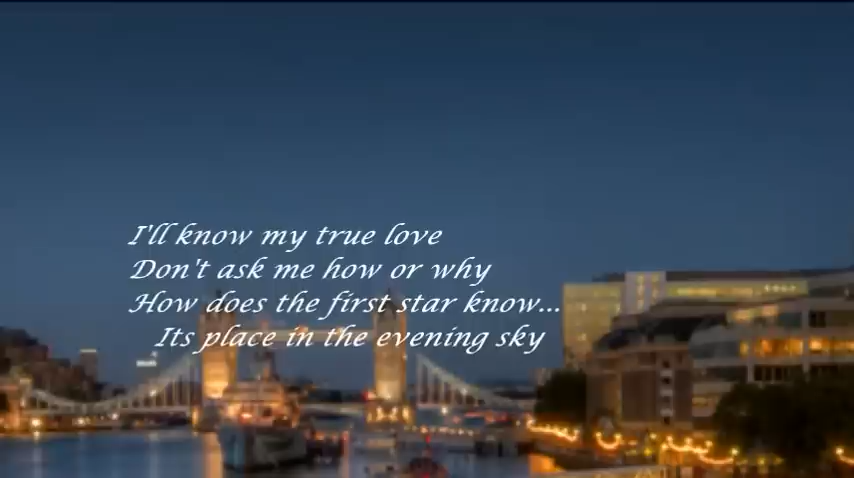 I'll know my true love
Don't ask me how or why
How does the first star know...
Its place in the evening sky